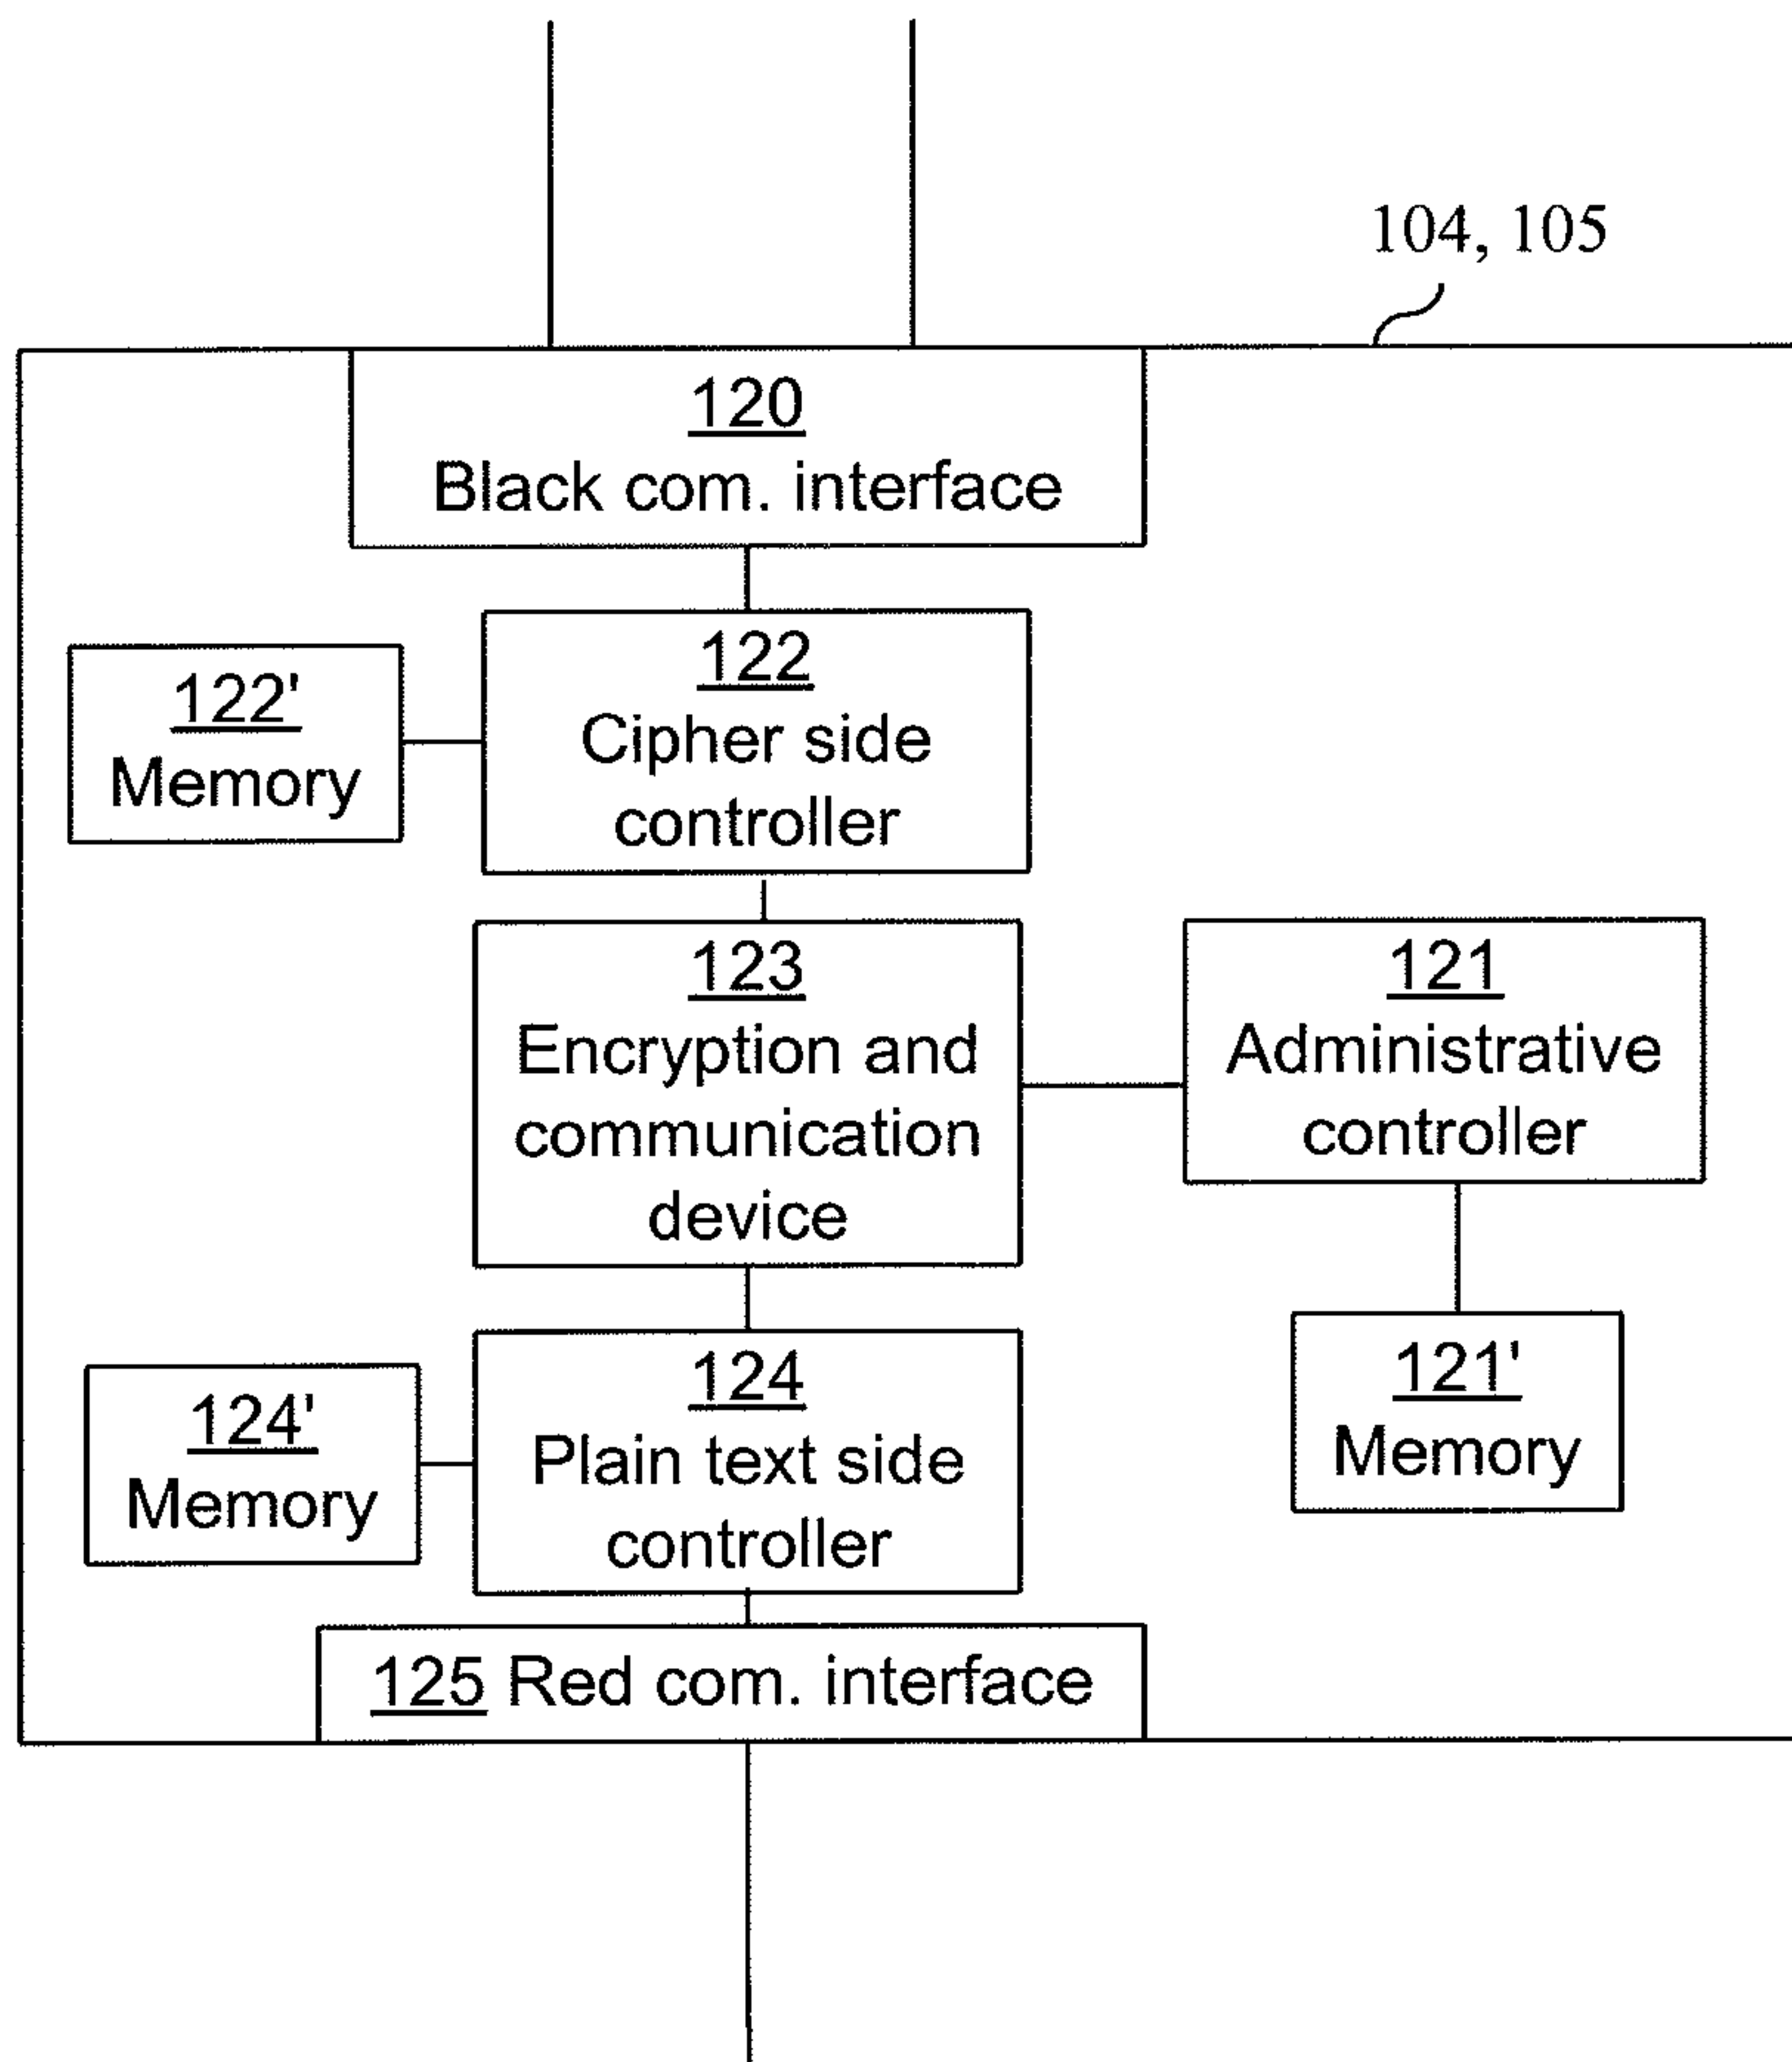 104, 105
120
Black com. interface
122'
Memory
122
Cipher side
controller
123
Encryption and
communication
device
121
Administrative
controller
121'
Memory
124'
Memory
124
Plain text side
controller
125 Red com. interface